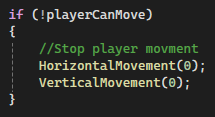 if (!playerCanMove)
{
//Stop player movment
HorizontalMovement(0);
VerticalMovement(0);
}